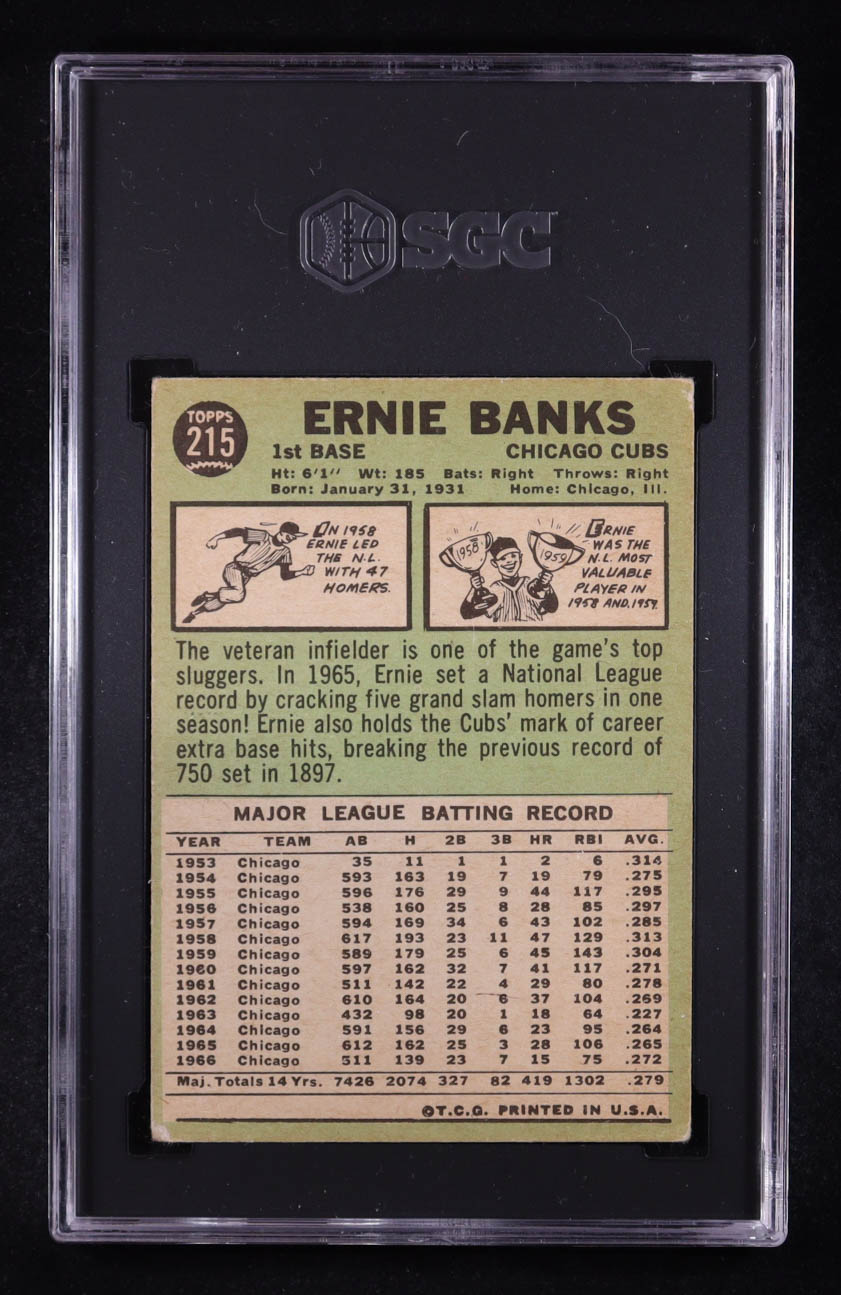 SGC
TOPPS
215
ERNIE BANKS
1st BASE CHICAGO CUBS
Ht: 6'1" Wt: 185 Bats: Right Throws: Right
Born: January 31, 1931 Home: Chicago, Ill.
IN 1958
ERNIE LED
THE N.L.
WITH 47
HOMERS.
1958
1959
ERNIE
WAS THE
N.L. MOST
VALUABLE
PLAYER IN
1958 AND 1959.
The veteran infielder is one of the game's top
sluggers. In 1965, Ernie set a National League
record by cracking five grand slam homers in one
season! Ernie also holds the Cubs' mark of career
extra base hits, breaking the previous record of
750 set in 1897.
MAJOR LEAGUE BATTING RECORD
YEAR TEAM AB H 2B 3B HR RBI AVG.
1953 Chicago 35 11 1 1 2 6 .314
1954 Chicago 593 163 19 7 19 79 .275
1955 Chicago 596 176 29 9 44 117 .295
1956 Chicago 538 160 25 8 28 85 .297
1957 Chicago 594 169 34 6 43 102 .285
1958 Chicago 617 193 23 11 47 129 .313
1959 Chicago 589 179 25 6 45 143 .304
1960 Chicago 597 162 32 7 41 117 .271
1961 Chicago 511 142 22 4 29 80 .278
1962 Chicago 610 164 20 6 37 104 .269
1963 Chicago 432 98 20 1 18 64 .227
1964 Chicago 591 156 29 6 23 95 .264
1965 Chicago 612 162 25 3 28 106 .265
1966 Chicago 511 139 23 7 15 75 .272
Maj. Totals 14 Yrs. 7426 2074 327 82 419 1302 .279
©T.C.G. PRINTED IN U.S.A.